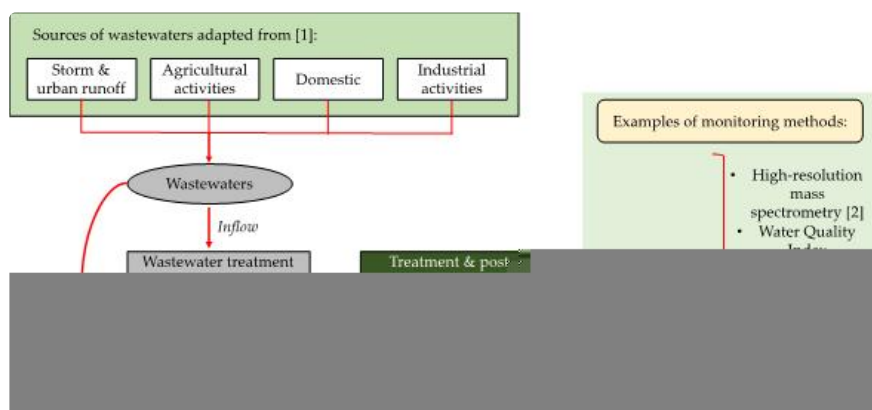 Sources of wastewaters adapted from [1]:
Storm &
urban runoff
Agricultural
activities
Domestic
Industrial
activities
Examples of monitoring methods:
• High-resolution
mass
spectrometry [2]
• Water Quality
Index
Wastewaters
Inflow
Wastewater treatment
Treatment & post